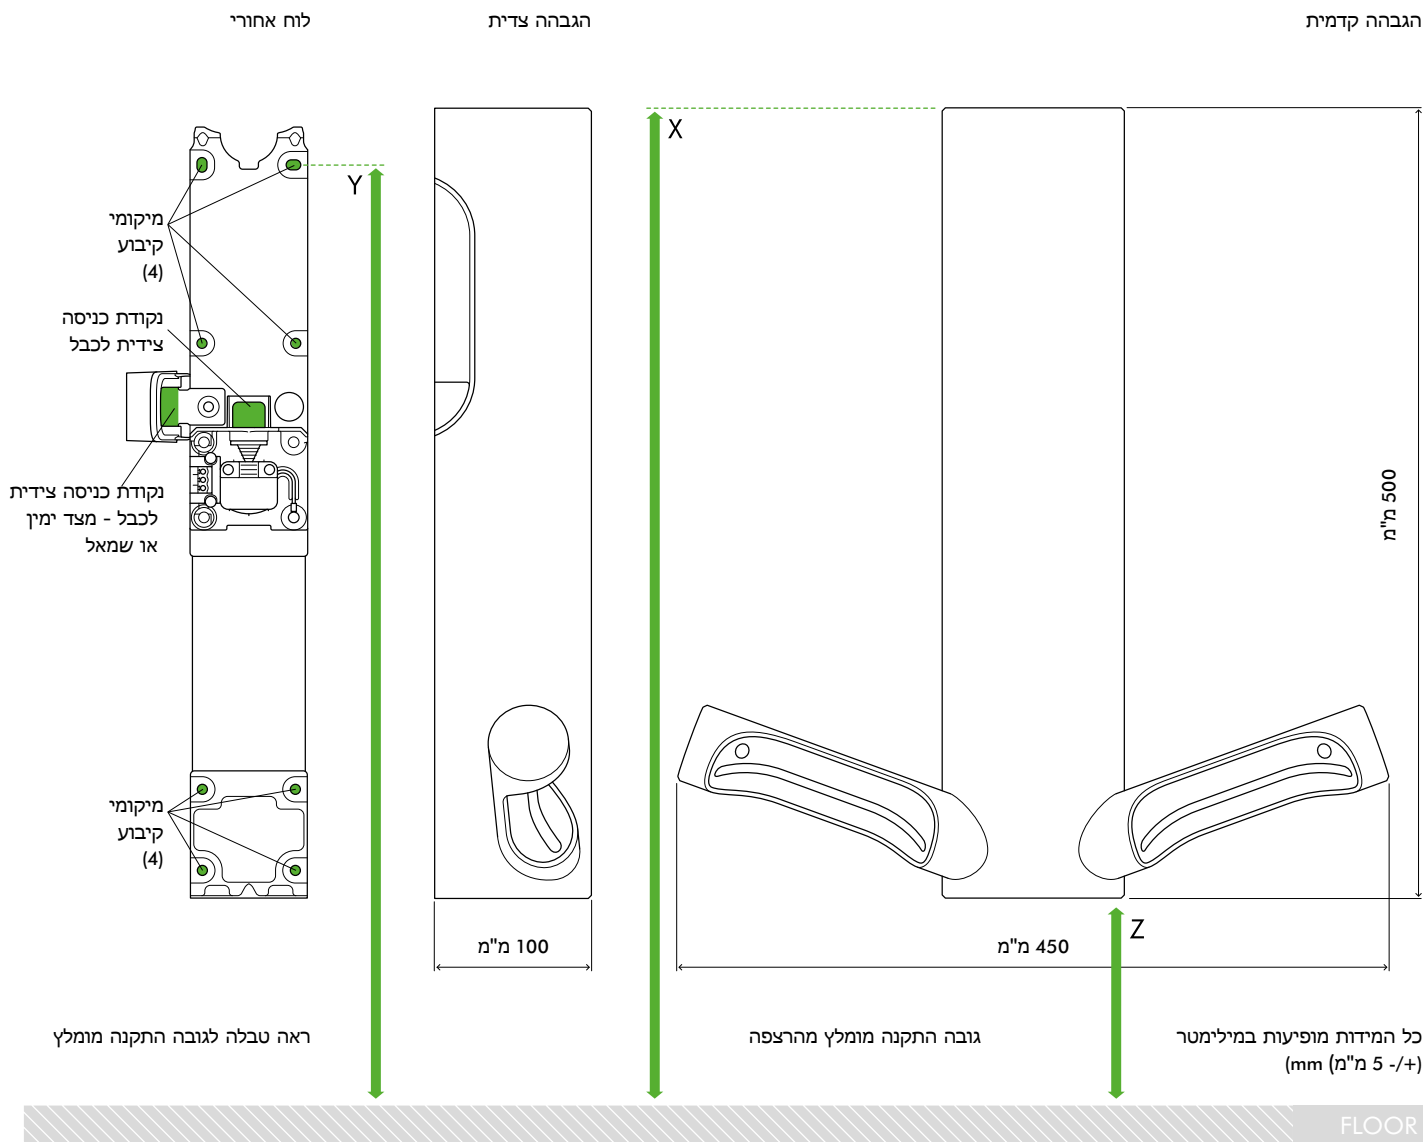 הגבהה קדמית
הגבהה צדית
לוח אחורי
X
Y
מיקומי
קיבוע
(4)
נקודת כניסה
צידית לכבל
נקודת כניסה צידית
לכבל - מצד ימין
או שמאל
500 מ"מ
מיקומי
קיבוע
(4)
Z
450 מ"מ
100 מ"מ
כל המידות מופיעות במילימטר
(+/- 5 מ"מ) mm)
גובה התקנה מומלץ מהרצפה
ראה טבלה לגובה התקנה מומלץ
FLOOR